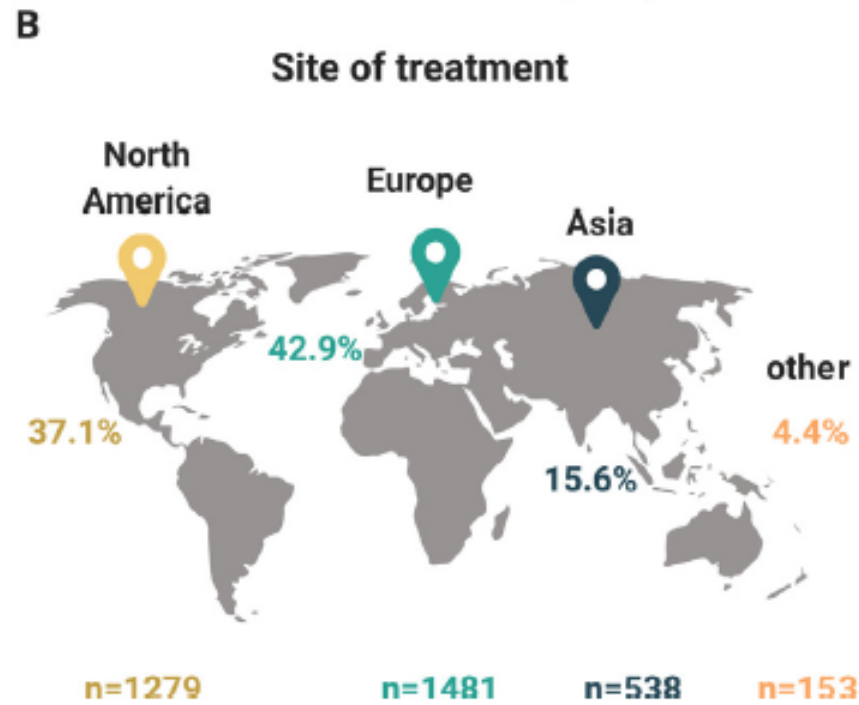 B
Site of treatment
North
America
Europe
Asia
42.9%
other
37.1%
4.4%
15.6%
n=1279
n=1481
n=538
n=153